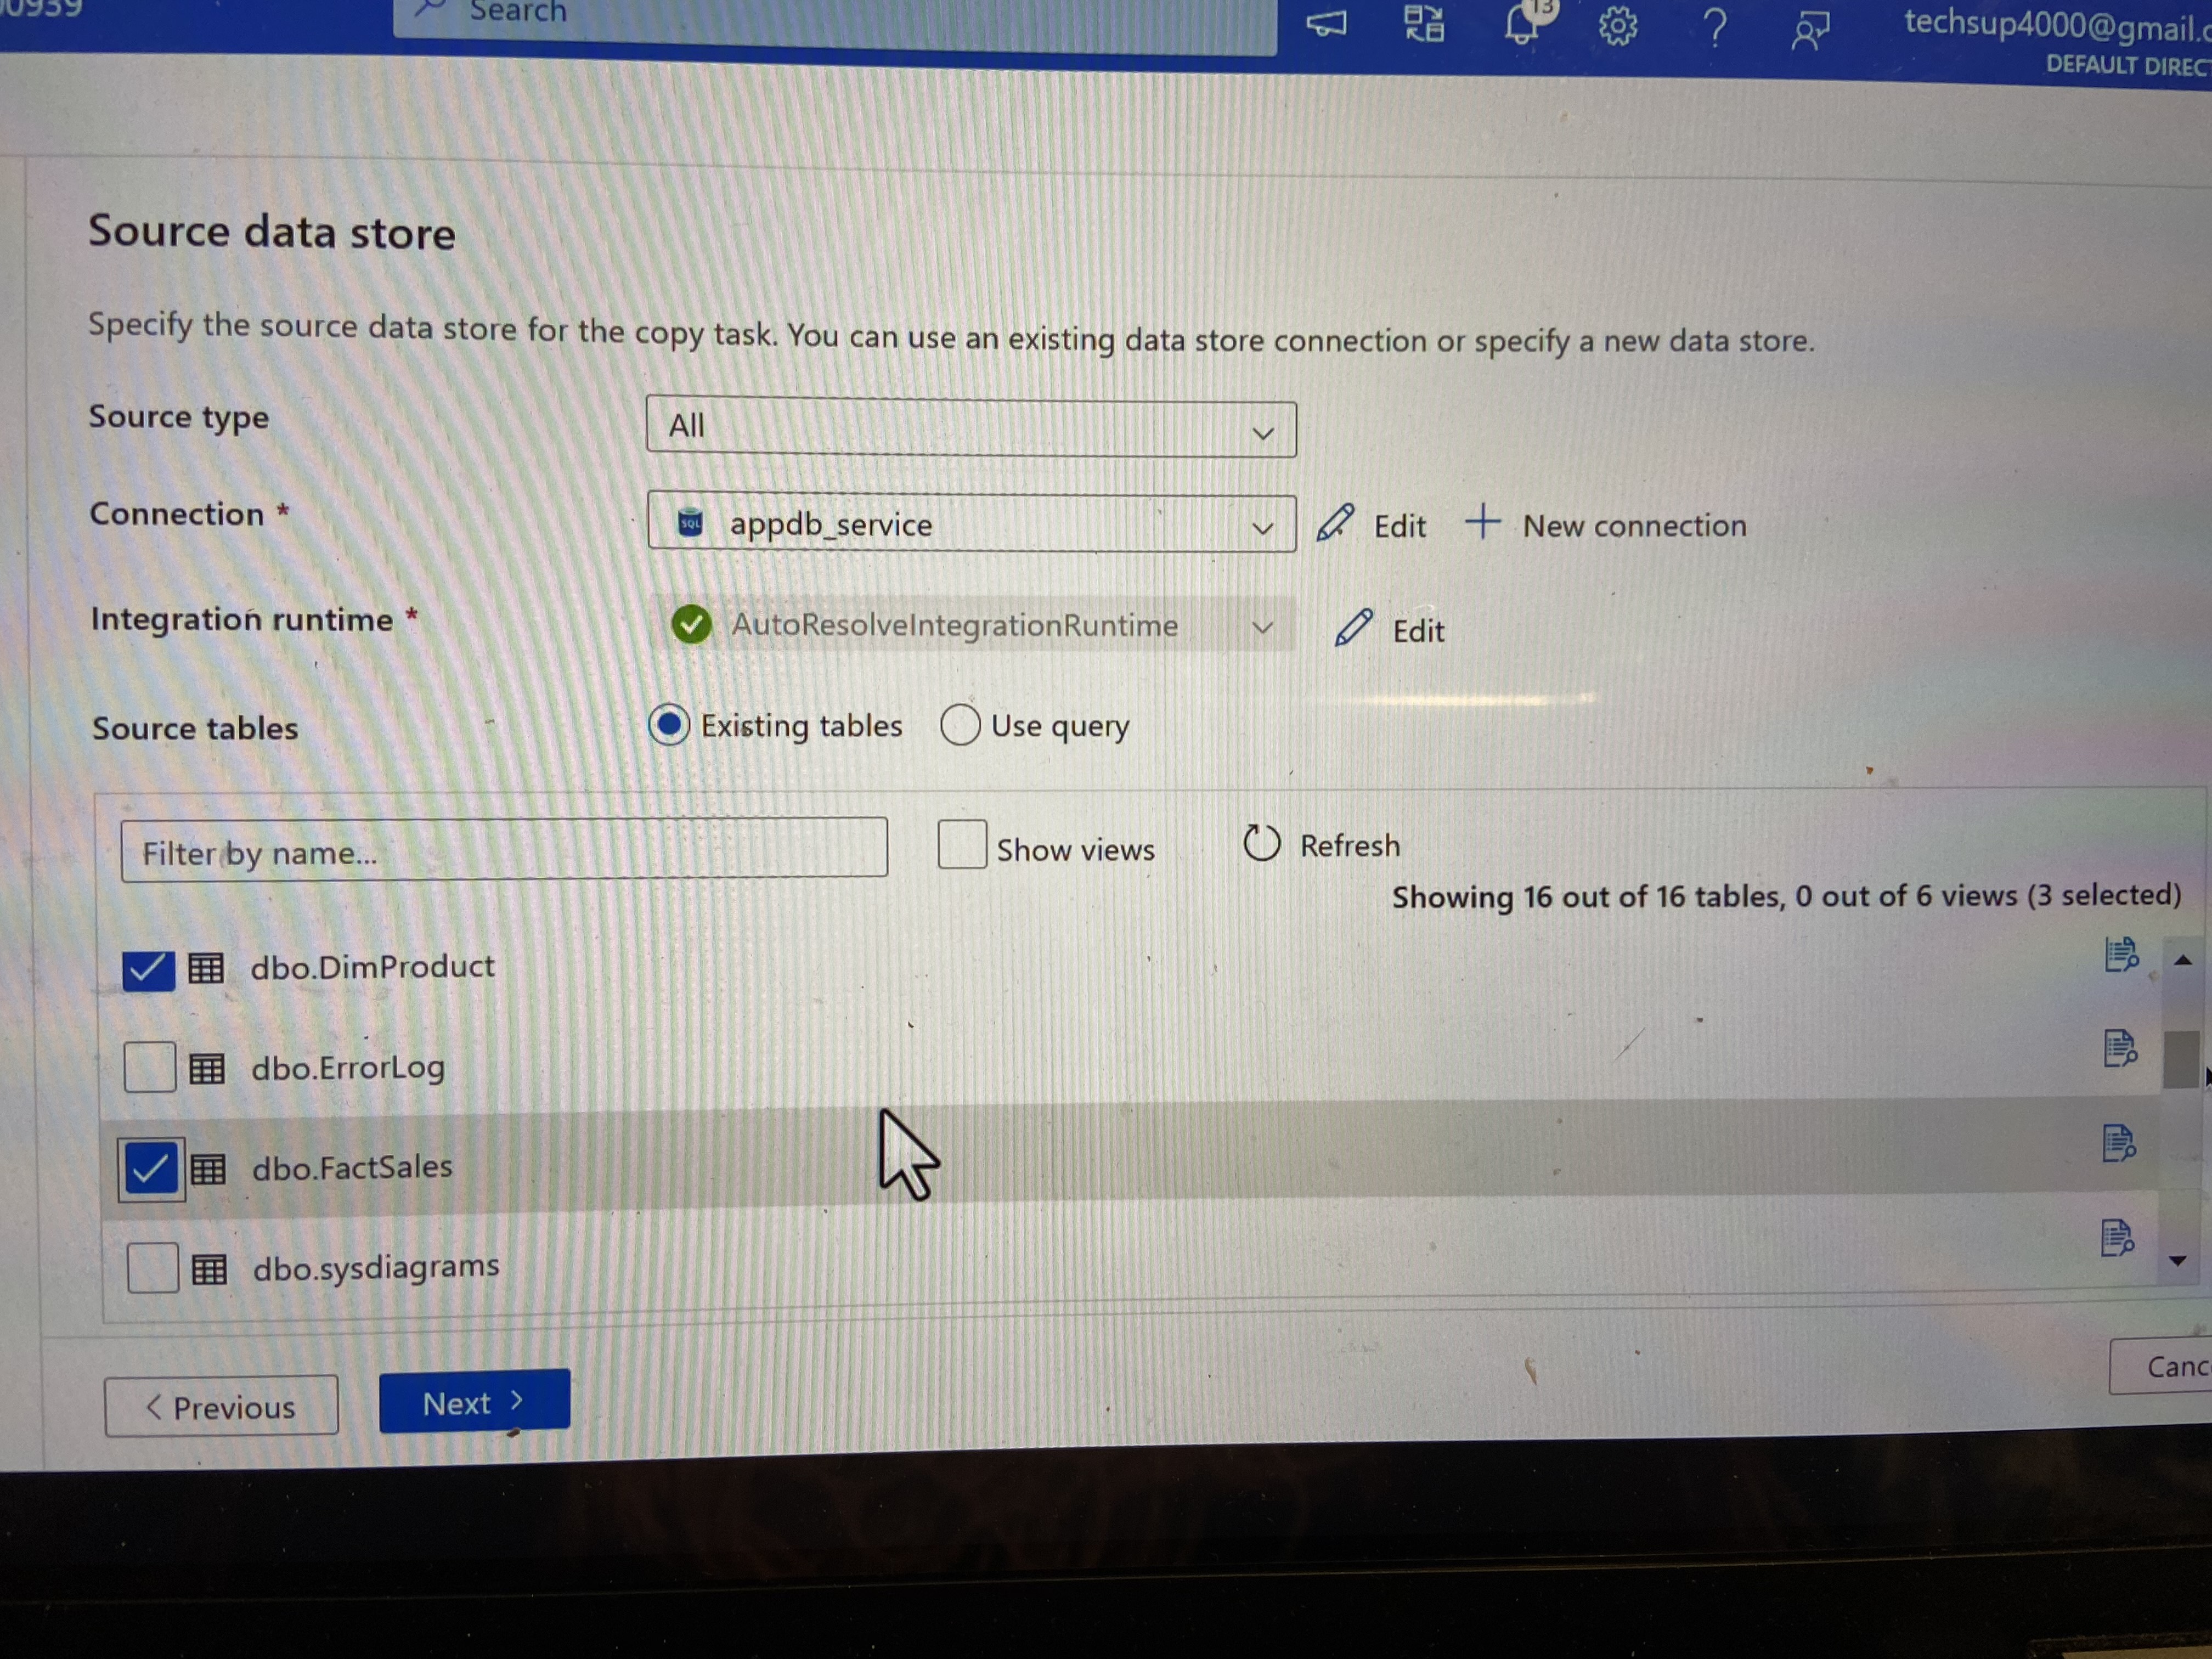 00939
Search
13
techsup4000@gmail.c
DEFAULT DIRECT
Source data store
Specify the source data store for the copy task. You can use an existing data store connection or specify a new data store.
Source type
All
Connection *
SQL
appdb_service
Edit
New connection
Integration runtime *
AutoResolveIntegrationRuntime
Edit
Source tables
Existing tables
Use query
Filter by name...
Show views
Refresh
Showing 16 out of 16 tables, 0 out of 6 views (3 selected)
dbo.DimProduct
dbo.ErrorLog
dbo.FactSales
dbo.sysdiagrams
Previous
Next
Canc